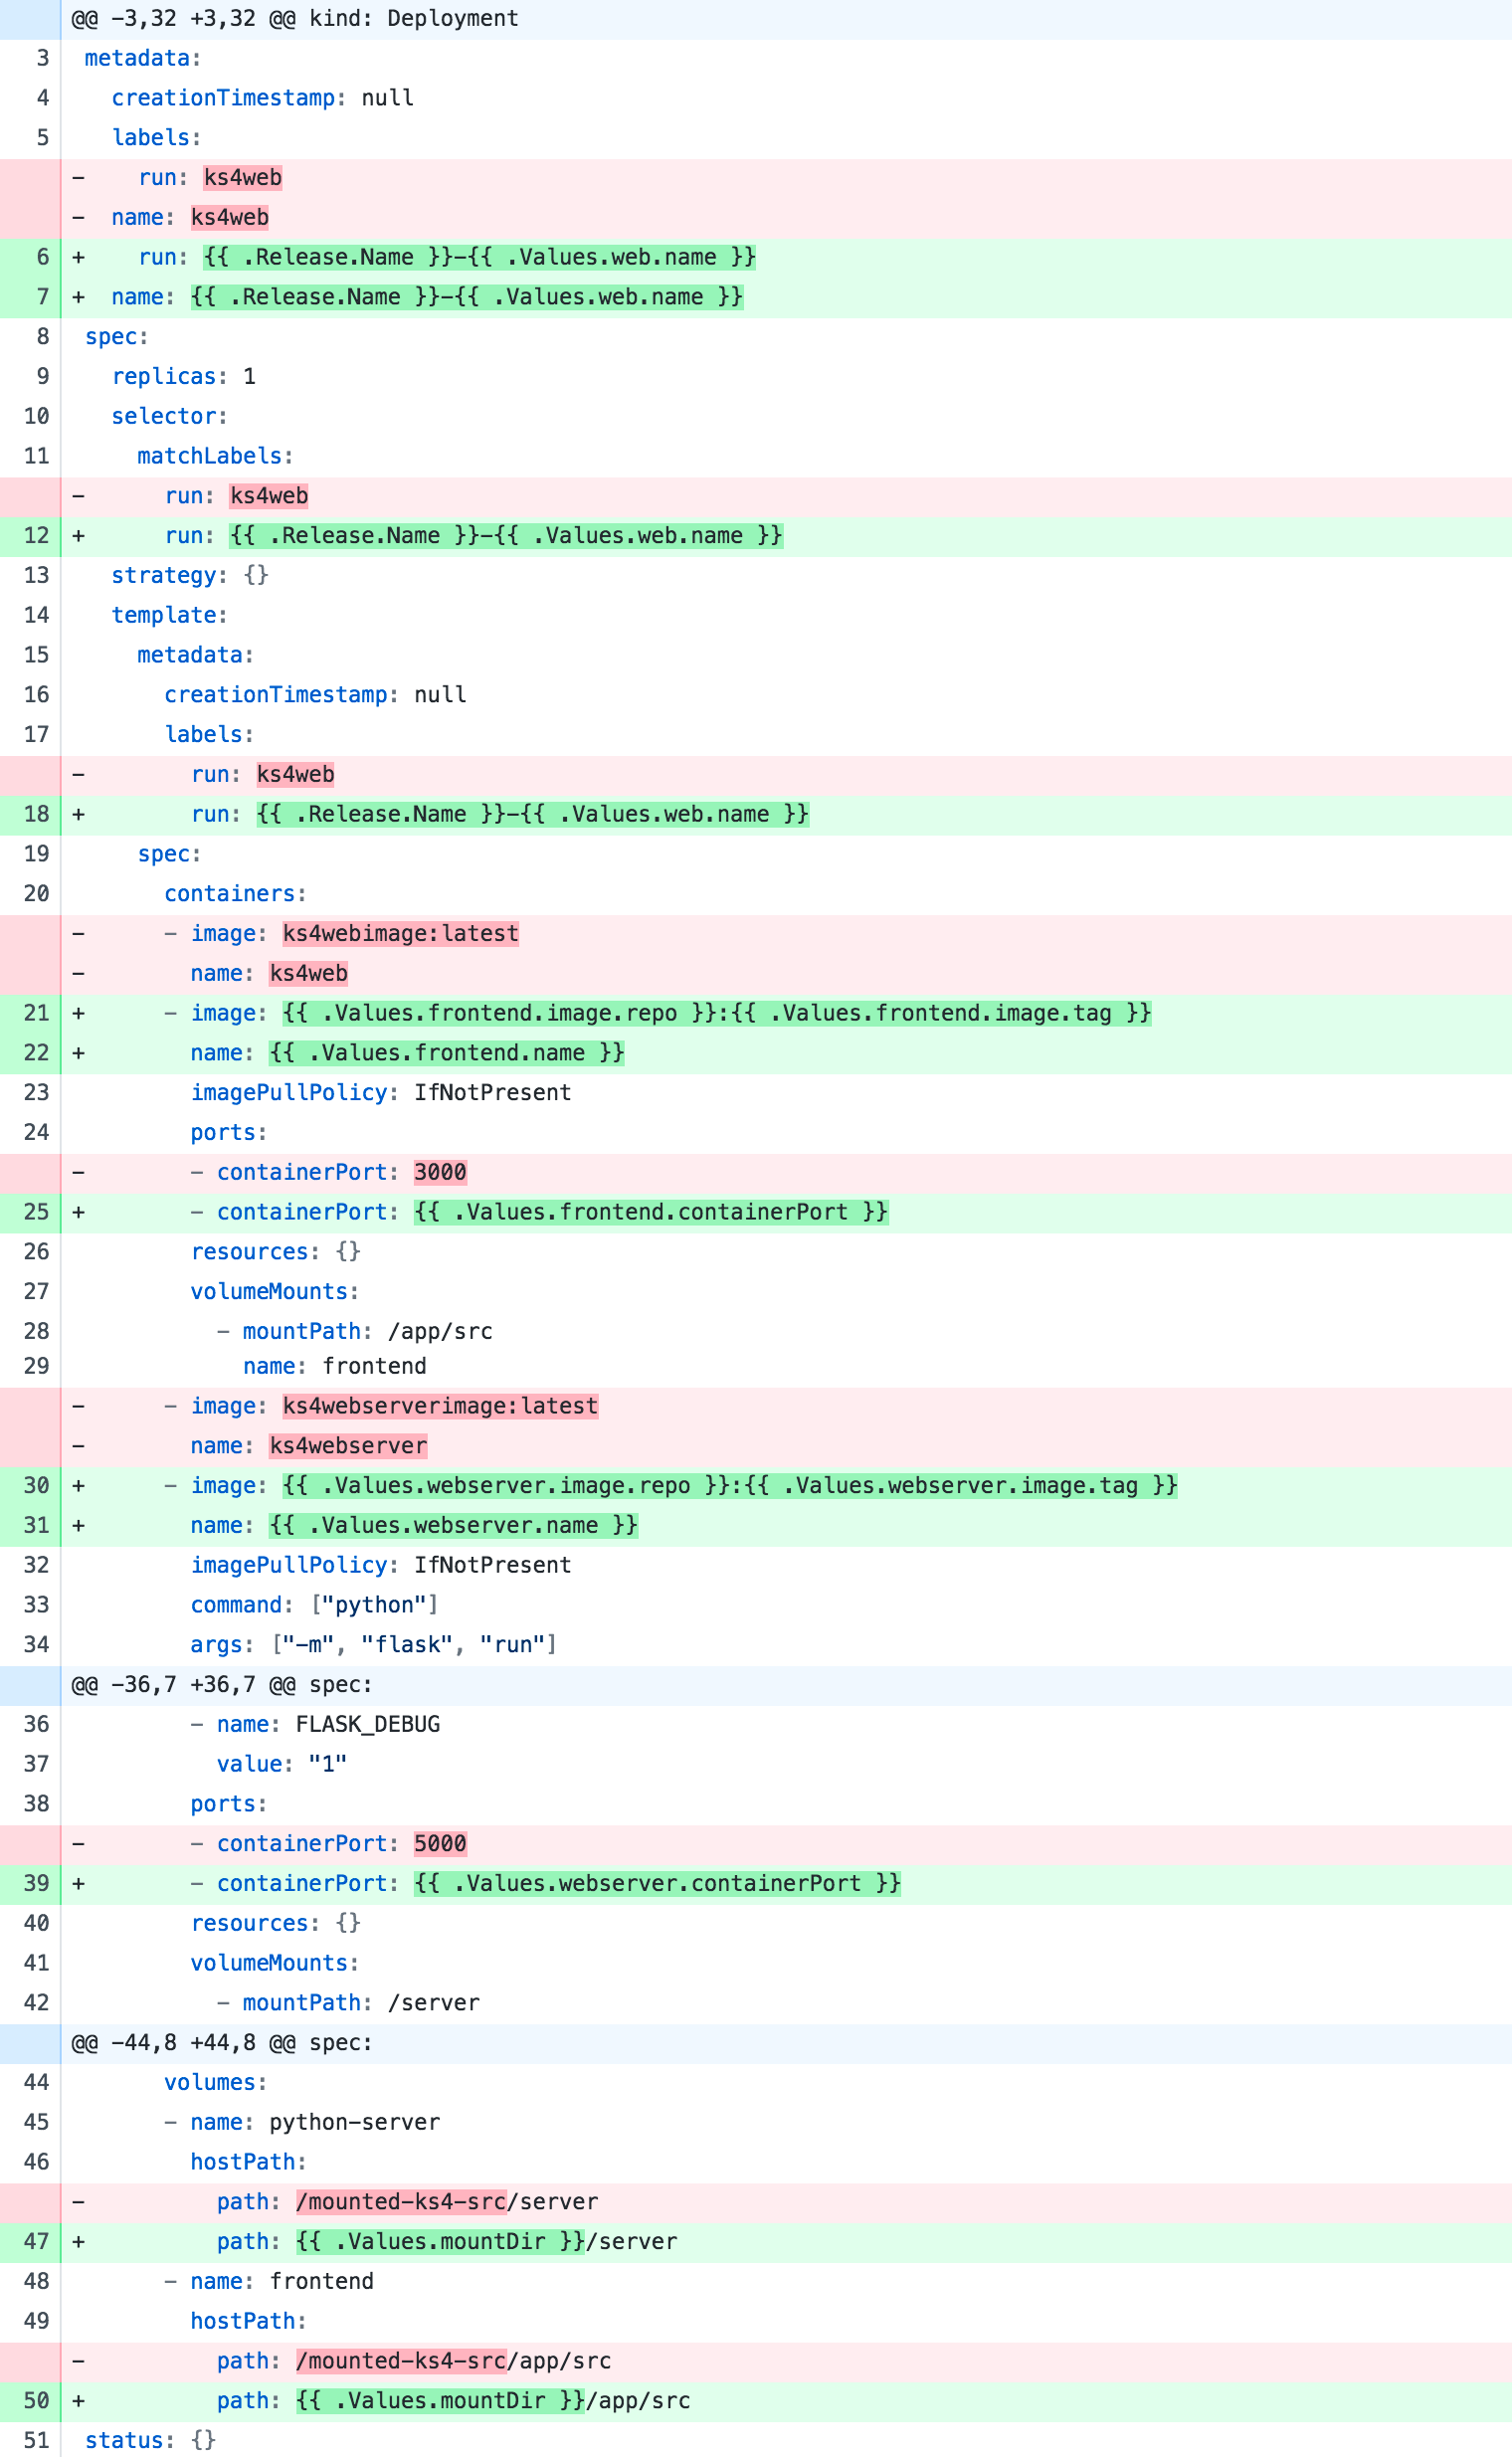 @@ -3,32 +3,32 @@ kind: Deployment
3 metadata:
4   creationTimestamp: null
5   labels:
-     run: ks4web
-   name: ks4web
6 +     run: {{ .Release.Name }}-{{ .Values.web.name }}
7 +   name: {{ .Release.Name }}-{{ .Values.web.name }}
8 spec:
9   replicas: 1
10   selector:
11     matchLabels:
-       run: ks4web
12 +       run: {{ .Release.Name }}-{{ .Values.web.name }}
13   strategy: {}
14   template:
15     metadata:
16       creationTimestamp: null
17       labels:
-         run: ks4web
18 +         run: {{ .Release.Name }}-{{ .Values.web.name }}
19     spec:
20       containers:
-       - image: ks4webimage:latest
-         name: ks4web
21 +       - image: {{ .Values.frontend.image.repo }}:{{ .Values.frontend.image.tag }}
22 +         name: {{ .Values.frontend.name }}
23         imagePullPolicy: IfNotPresent
24         ports:
-         - containerPort: 3000
25 +         - containerPort: {{ .Values.frontend.containerPort }}
26         resources: {}
27         volumeMounts:
28           - mountPath: /app/src
29             name: frontend
-       - image: ks4webserverimage:latest
-         name: ks4webserver
30 +       - image: {{ .Values.webserver.image.repo }}:{{ .Values.webserver.image.tag }}
31 +         name: {{ .Values.webserver.name }}
32         imagePullPolicy: IfNotPresent
33         command: ["python"]
34         args: ["-m", "flask", "run"]
@@ -36,7 +36,7 @@ spec:
36         - name: FLASK_DEBUG
37           value: "1"
38         ports:
-         - containerPort: 5000
39 +         - containerPort: {{ .Values.webserver.containerPort }}
40         resources: {}
41         volumeMounts:
42           - mountPath: /server
@@ -44,8 +44,8 @@ spec:
44       volumes:
45       - name: python-server
46         hostPath:
-           path: /mounted-ks4-src/server
47 +           path: {{ .Values.mountDir }}/server
48       - name: frontend
49         hostPath:
-           path: /mounted-ks4-src/app/src
50 +           path: {{ .Values.mountDir }}/app/src
51 status: {}